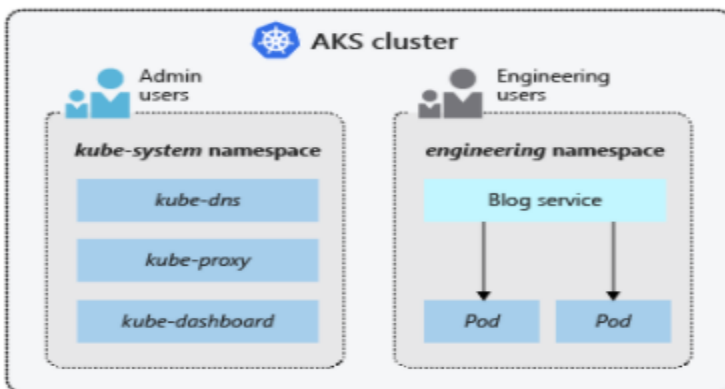 AKS cluster
Admin
users
Engineering
users
kube-system namespace
kube-dns
kube-proxy
kube-dashboard
engineering namespace
Blog service
Pod
Pod